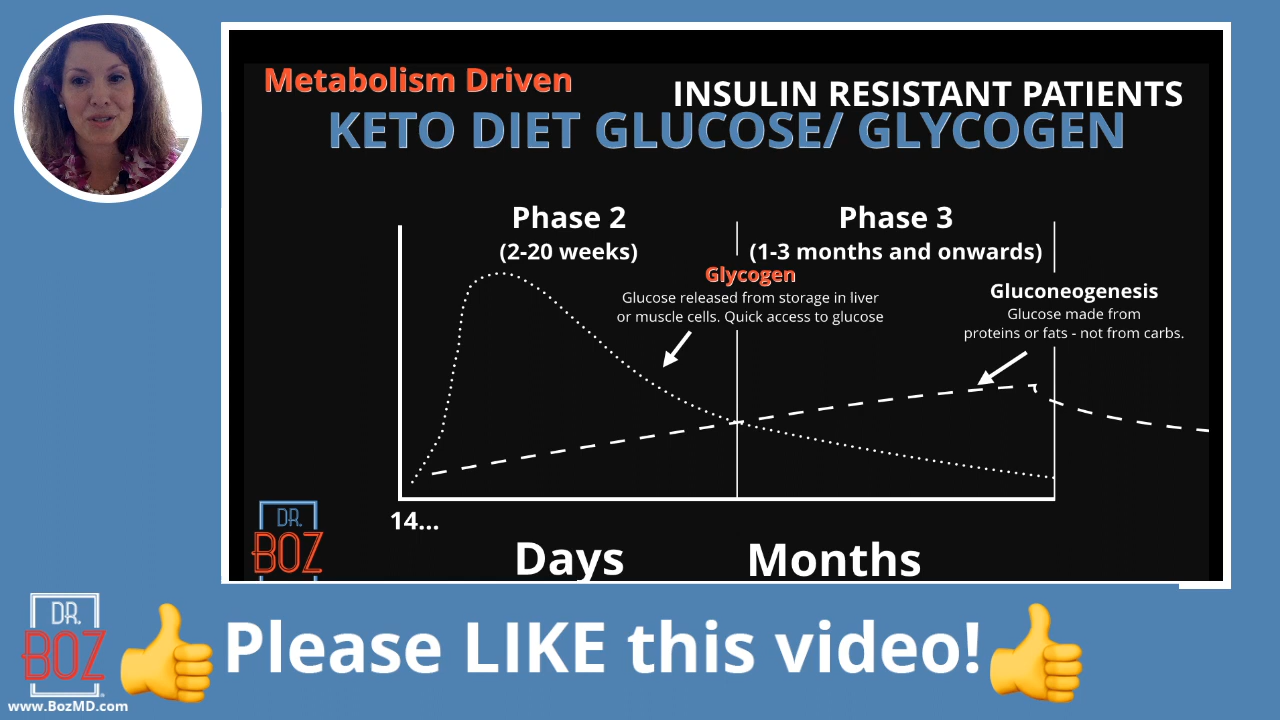 Metabolism Driven
INSULIN RESISTANT PATIENTS
KETO DIET GLUCOSE/ GLYCOGEN
Phase 2
(2-20 weeks)
Phase 3
(1-3 months and onwards)
Glycogen
Glucose released from storage in liver
or muscle cells. Quick access to glucose
Gluconeogenesis
Glucose made from
proteins or fats - not from carbs.
14...
Days
Months
DR.
BOZ
DR.
BOZ
Please LIKE this video!
www.BozMD.com